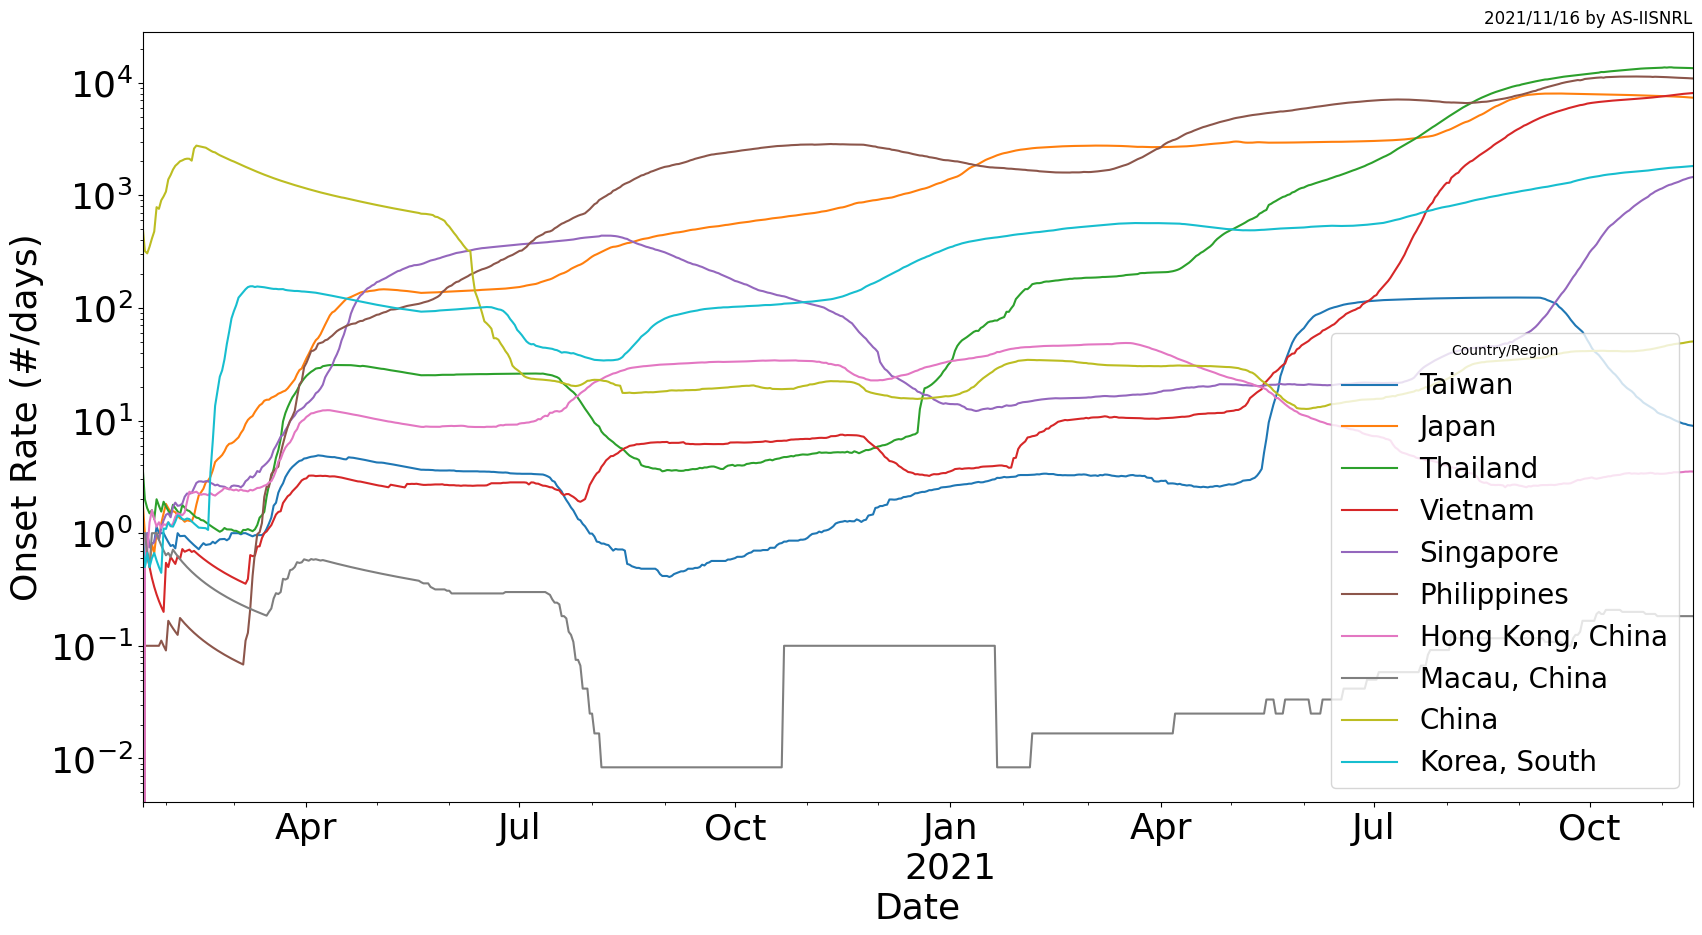 2021/11/16 by AS-IISNRL
Onset Rate (#/days)
10^4
10^3
10^2
10^1
10^0
10^-1
10^-2
Country/Region
Taiwan
Japan
Thailand
Vietnam
Singapore
Philippines
Hong Kong, China
Macau, China
China
Korea, South
Apr Jul Oct Jan Apr Jul Oct
2021
Date